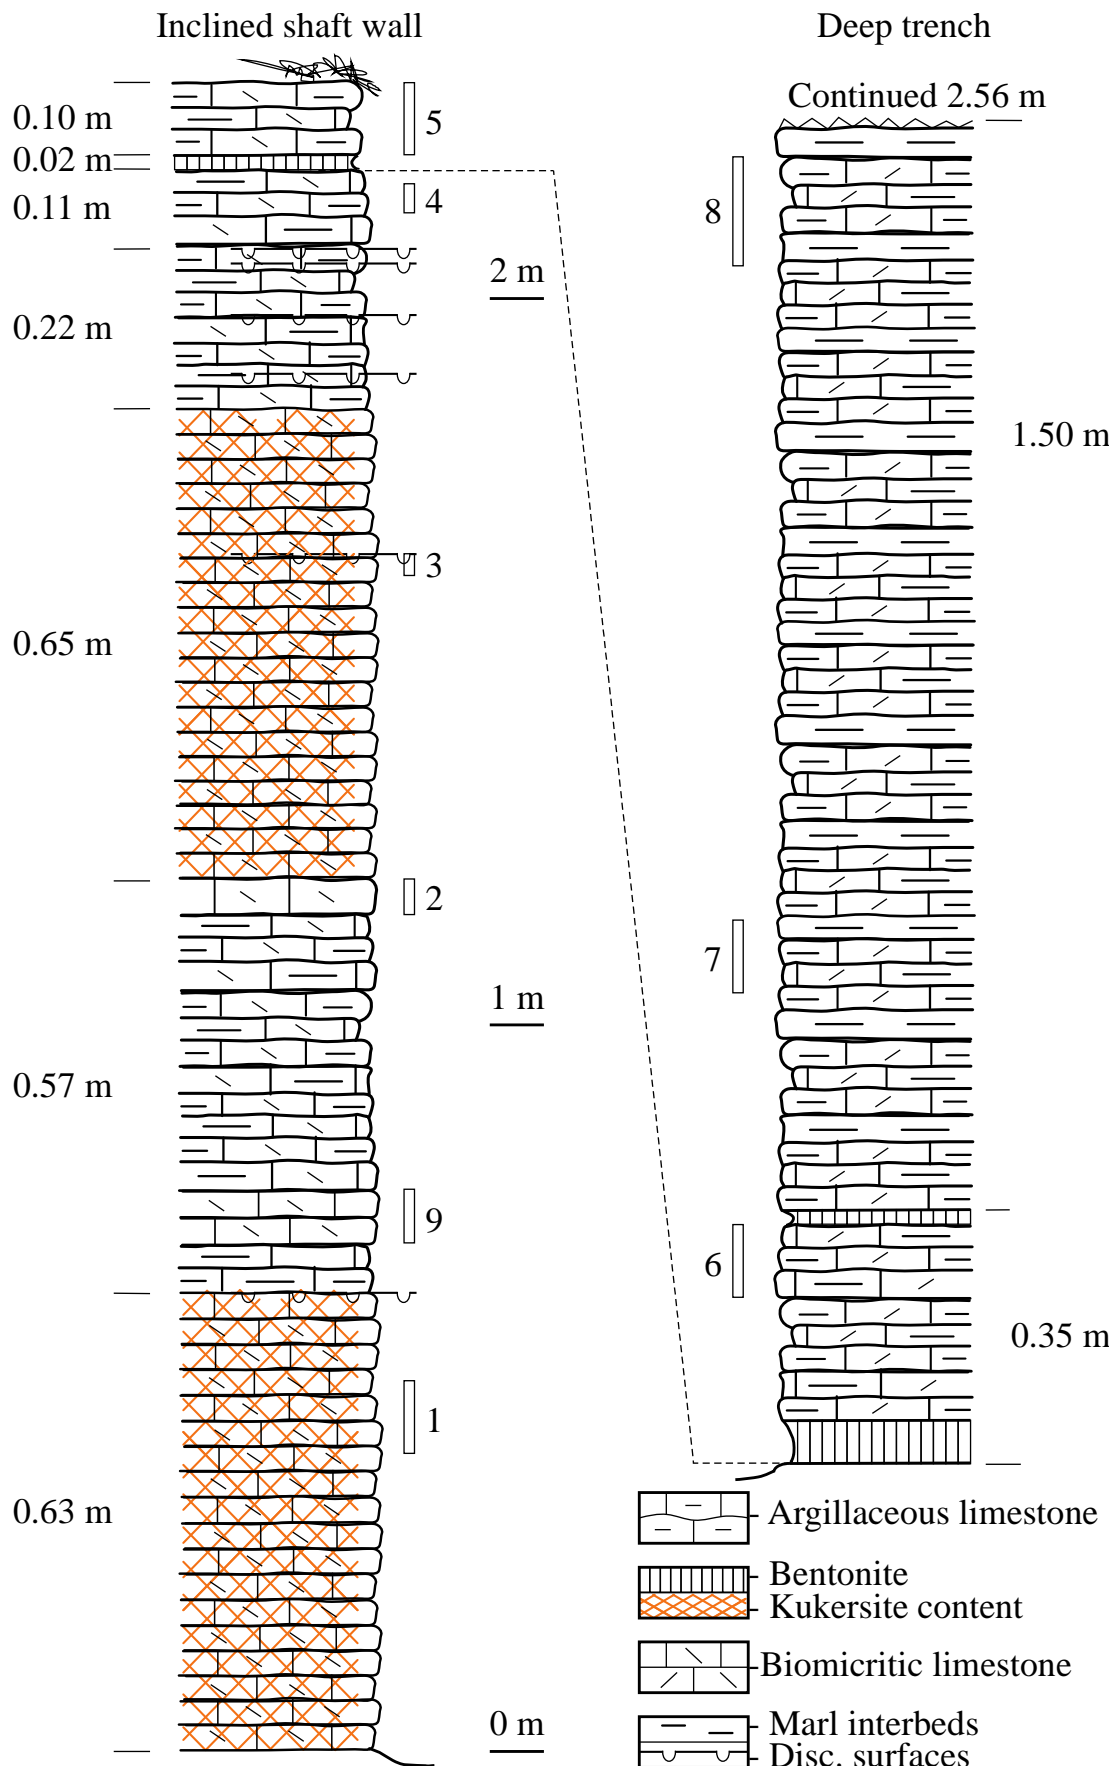 Inclined shaft wall
Deep trench
Continued 2.56 m
0.10 m
5
0.02 m
0.11 m
4
8
2 m
0.22 m
1.50 m
3
0.65 m
2
7
1 m
0.57 m
9
6
0.35 m
1
0.63 m
Argillaceous limestone
Bentonite
Kukersite content
Biomicritic limestone
0 m
Marl interbeds
Disc. surfaces